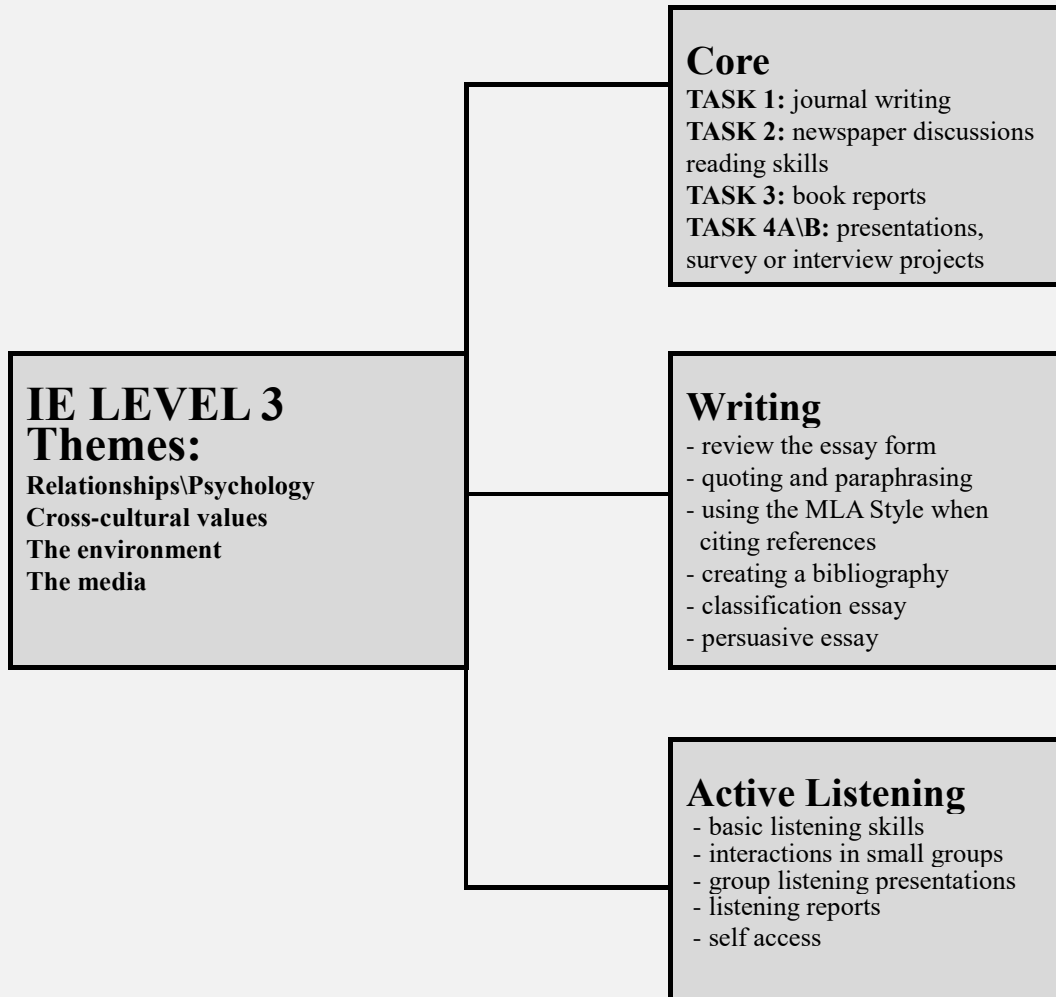 Core
TASK 1: journal writing
TASK 2: newspaper discussions
reading skills
TASK 3: book reports
TASK 4A\B: presentations,
survey or interview projects
IE LEVEL 3
Themes:
Relationships\Psychology
Cross-cultural values
The environment
The media
Writing
- review the essay form
- quoting and paraphrasing
- using the MLA Style when
citing references
- creating a bibliography
- classification essay
- persuasive essay
Active Listening
- basic listening skills
- interactions in small groups
- group listening presentations
- listening reports
- self access